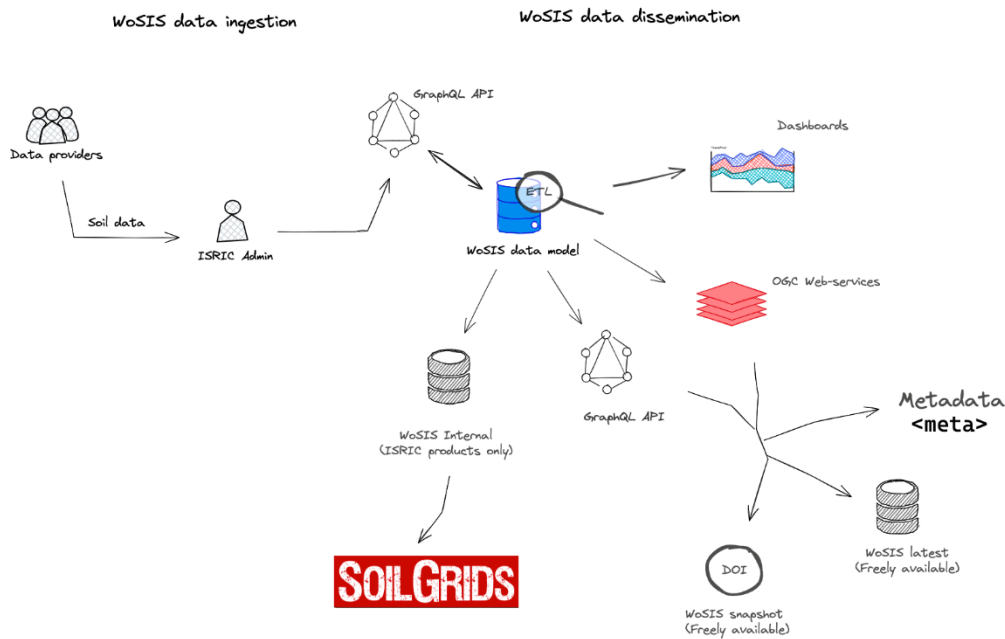 WoSIS data ingestion
WoSIS data dissemination
GraphQL API
Data providers
Soil data
ISRIC Admin
ETL
WoSIS data model
Dashboards
OGC Web-services
WoSIS Internal
(ISRIC products only)
GraphQL API
Metadata
<meta>
SOILGRIDS
DOI
WoSIS snapshot
(Freely available)
WoSIS latest
(Freely available)